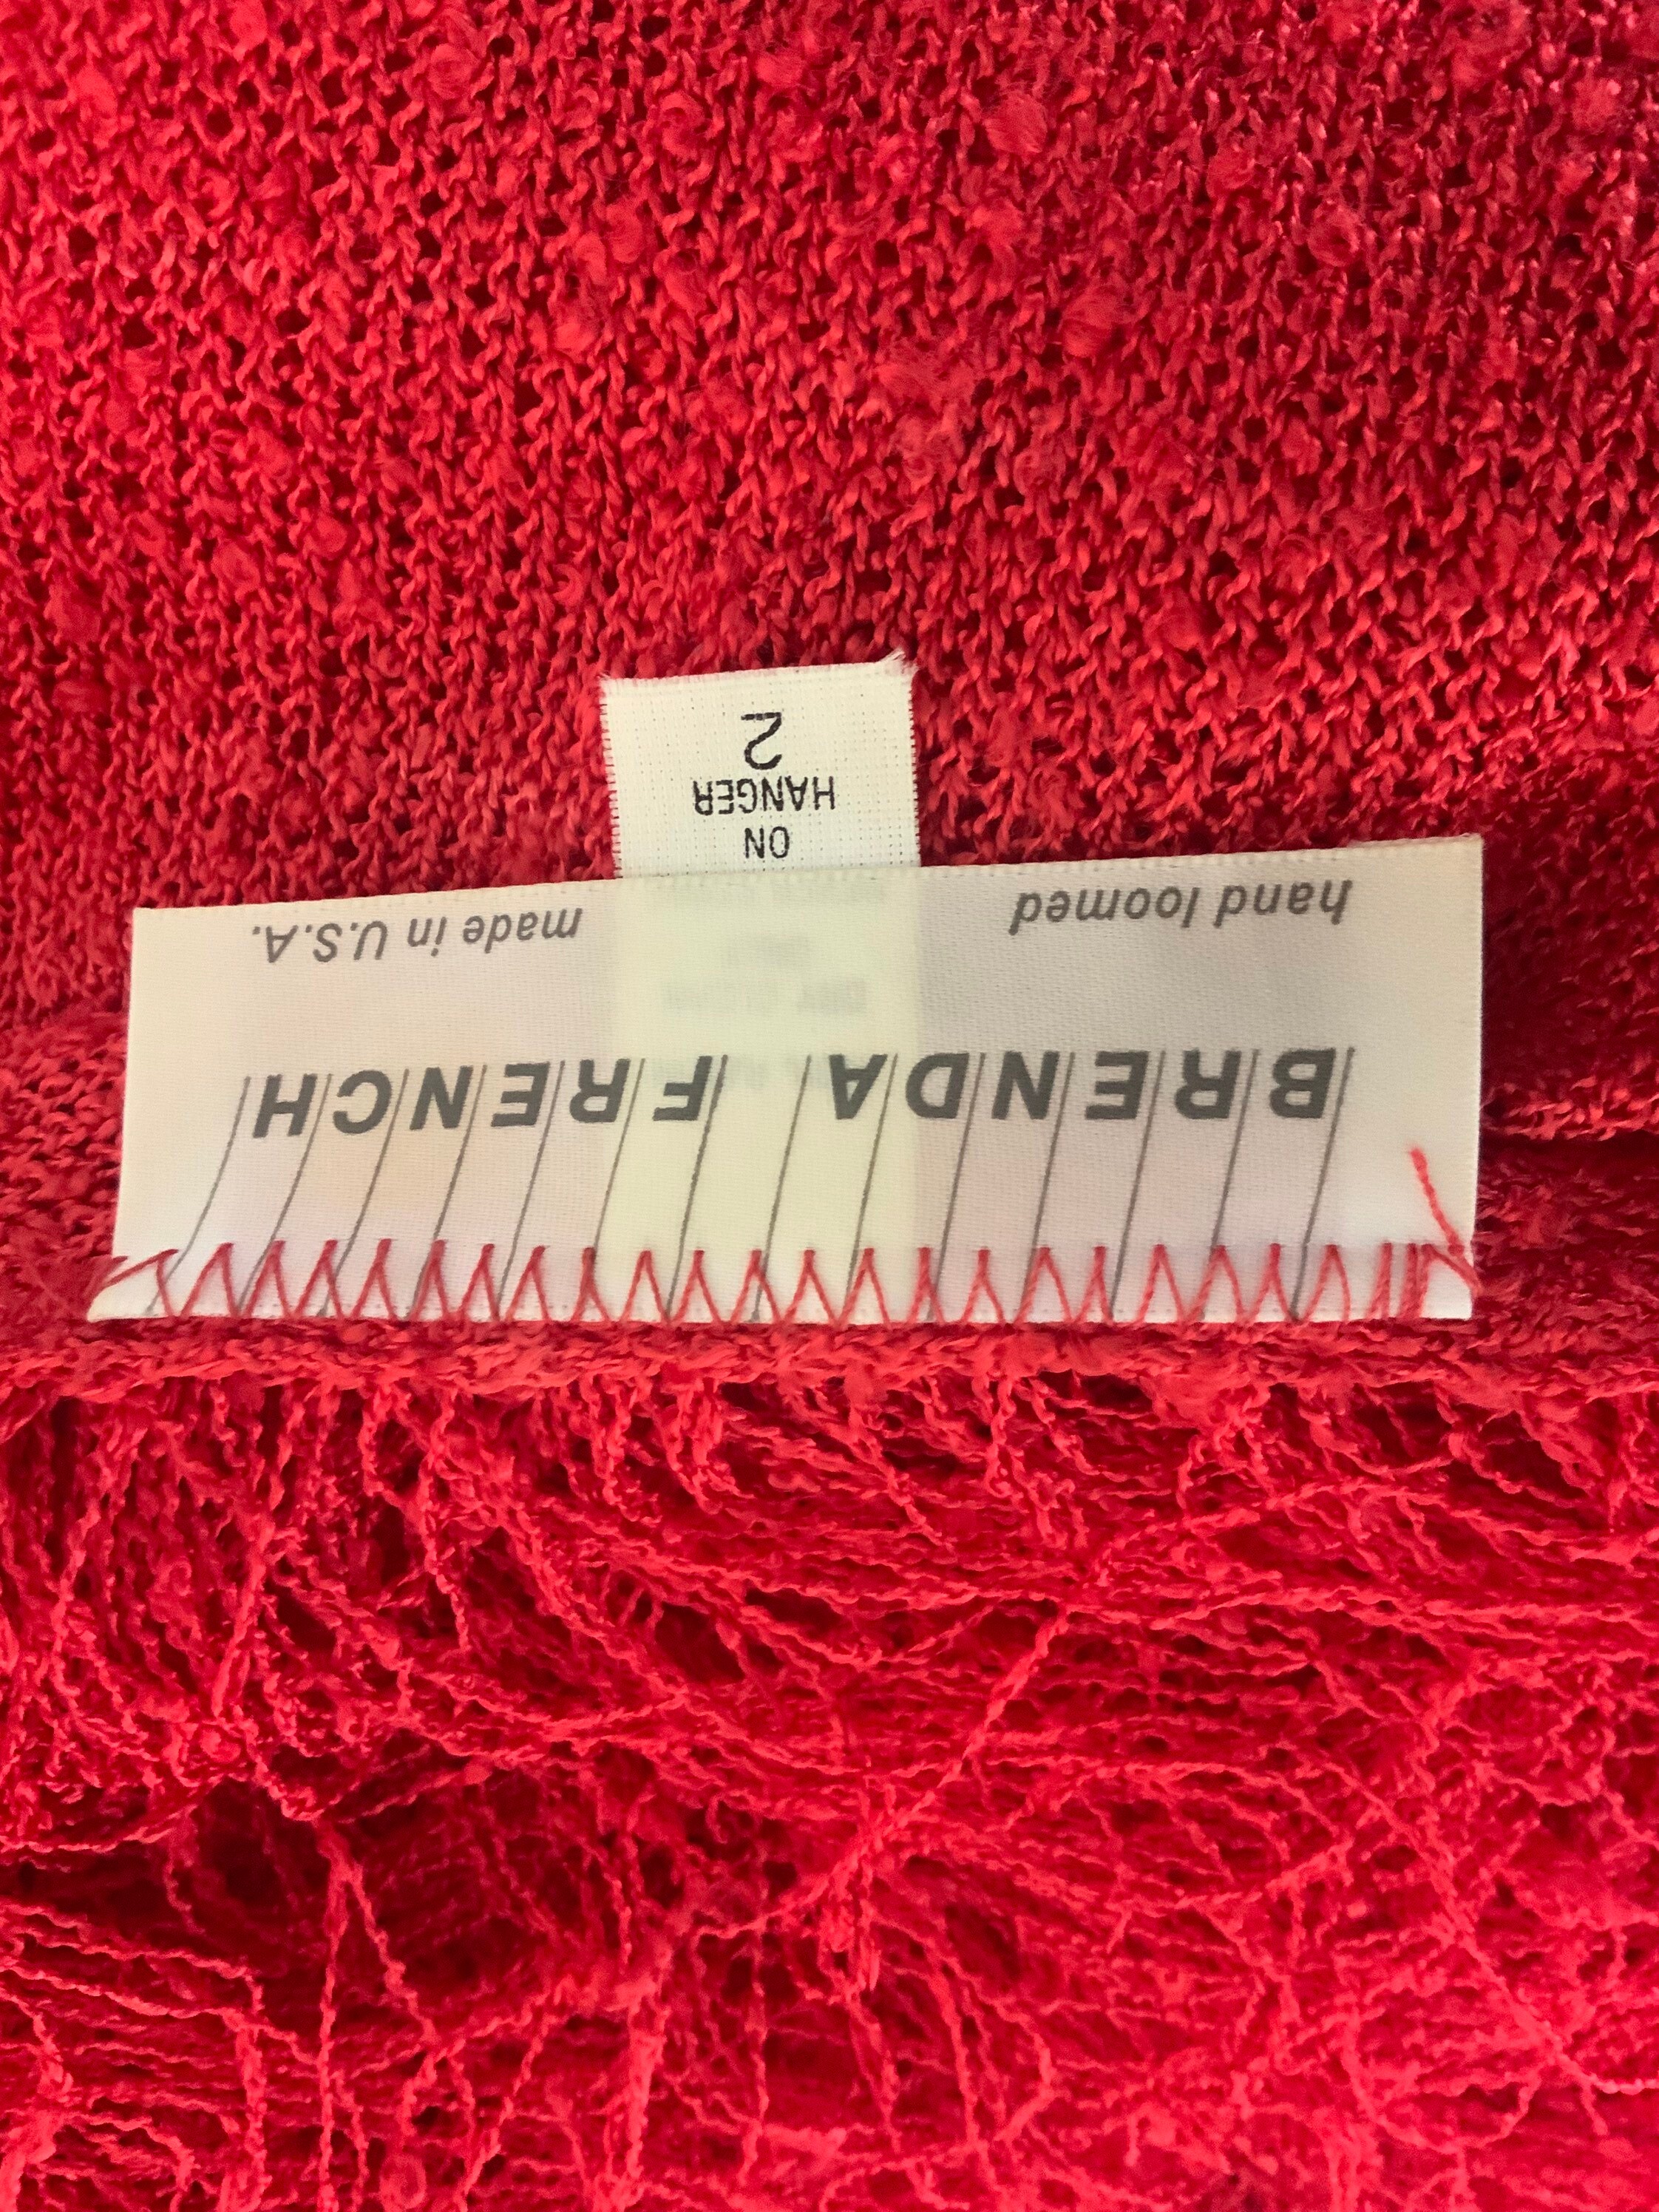 BRENDA FRENCH
hand loomed made in U.S.A.
ON
HANGER
2